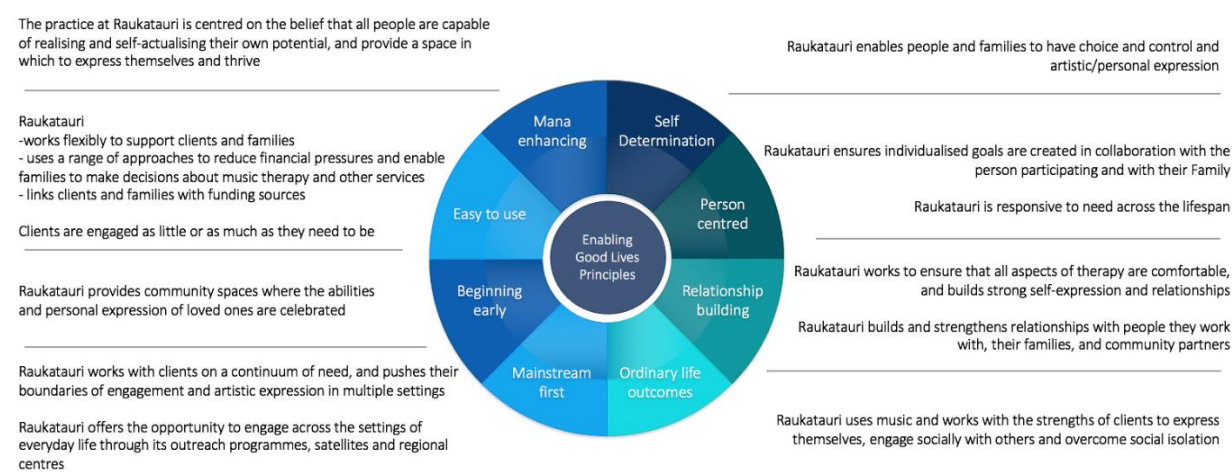 The practice at Raukatauri is centred on the belief that all people are capable
of realising and self-actualising their own potential, and provide a space in
which to express themselves and thrive
Raukatauri
-works flexibly to support clients and families
- uses a range of approaches to reduce financial pressures and enable
families to make decisions about music therapy and other services
- links clients and families with funding sources
Clients are engaged as little or as much as they need to be
Raukatauri provides community spaces where the abilities
and personal expression of loved ones are celebrated
Raukatauri works with clients on a continuum of need, and pushes their
boundaries of engagement and artistic expression in multiple settings
Raukatauri offers the opportunity to engage across the settings of
everyday life through its outreach programmes, satellites and regional
centres
Mana
enhancing
Self
Determination
Easy to use
Person
centred
Enabling
Good Lives
Principles
Beginning
early
Relationship
building
Mainstream
first
Ordinary life
outcomes
Raukatauri enables people and families to have choice and control and
artistic/personal expression
Raukatauri ensures individualised goals are created in collaboration with the
person participating and with their Family
Raukatauri is responsive to need across the lifespan
Raukatauri works to ensure that all aspects of therapy are comfortable,
and builds strong self-expression and relationships
Raukatauri builds and strengthens relationships with people they work
with, their families, and community partners
Raukatauri uses music and works with the strengths of clients to express
themselves, engage socially with others and overcome social isolation